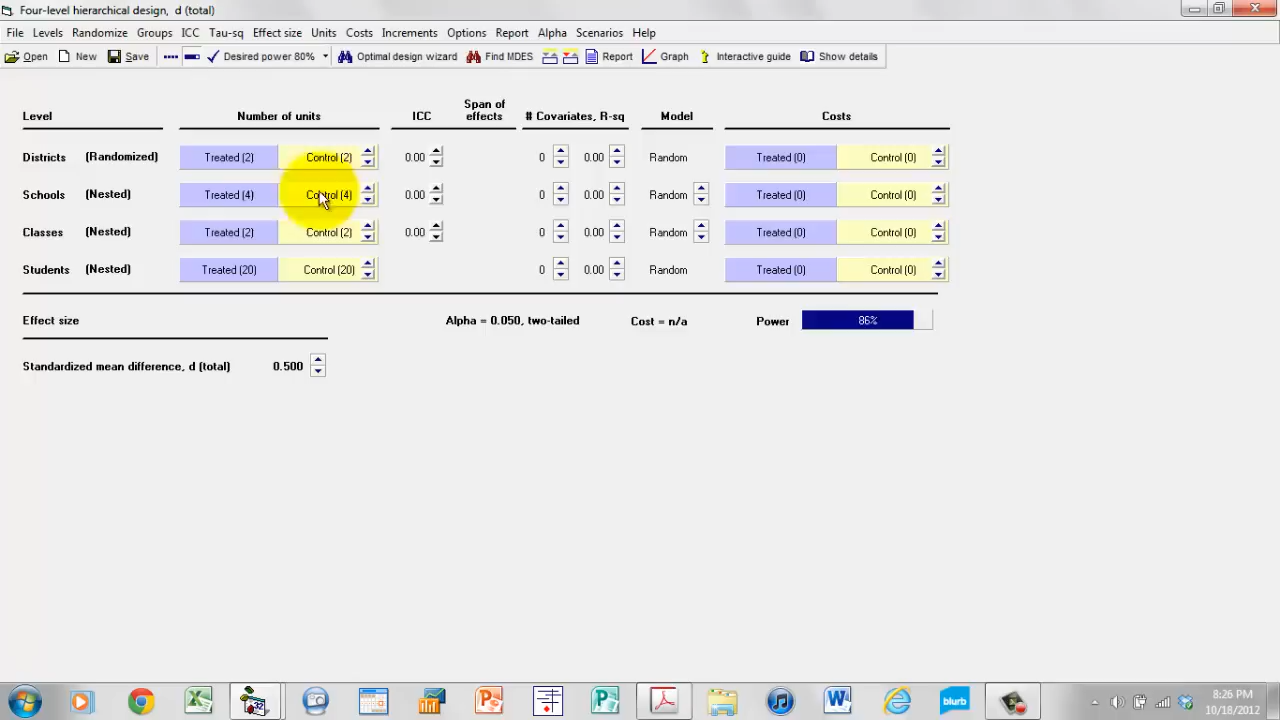 Four-level hierarchical design, d (total)
File Levels Randomize Groups ICC Tau-sq Effect size Units Costs Increments Options Report Alpha Scenarios Help
Open New Save Desired power 80% Optimal design wizard Find MDES Report Graph Interactive guide Show details
Level Number of units ICC Span of effects # Covariates, R-sq Model Costs
Districts (Randomized) Treated (2) Control (2) 0.00 0 0.00 Random Treated (0) Control (0)
Schools (Nested) Treated (4) Control (4) 0.00 0 0.00 Random Treated (0) Control (0)
Classes (Nested) Treated (2) Control (2) 0.00 0 0.00 Random Treated (0) Control (0)
Students (Nested) Treated (20) Control (20) 0 0.00 Random Treated (0) Control (0)
Effect size Alpha = 0.050, two-tailed Cost = n/a Power 86%
Standardized mean difference, d (total) 0.500
blurb
8:26 PM
10/18/2012